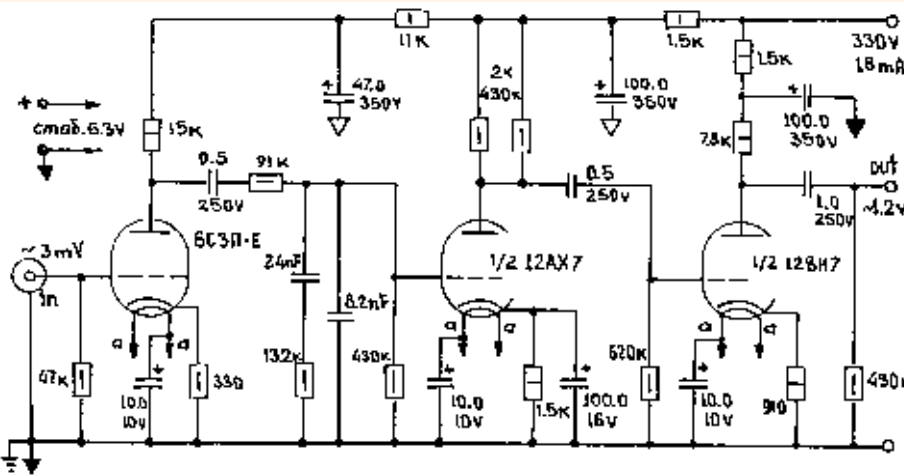 11K
1.5K
330V
18mA
+
стаб. 6.3V
47.0
350V
2x
430K
+
100.0
350V
1.5K
+
100.0
350V
15K
0.5
250V
91K
0.5
250V
7.8K
OUT
~4.2V
1.0
250V
6С3П-Е
~3mV
In
1/2 12AX7
1/2 12BH7
24nF
8.2nF
a
a
a
a
a
a
47K
+
10.0
10V
330
13.2K
430K
+
10.0
10V
1.5K
+
100.0
16V
620K
+
10.0
10V
910